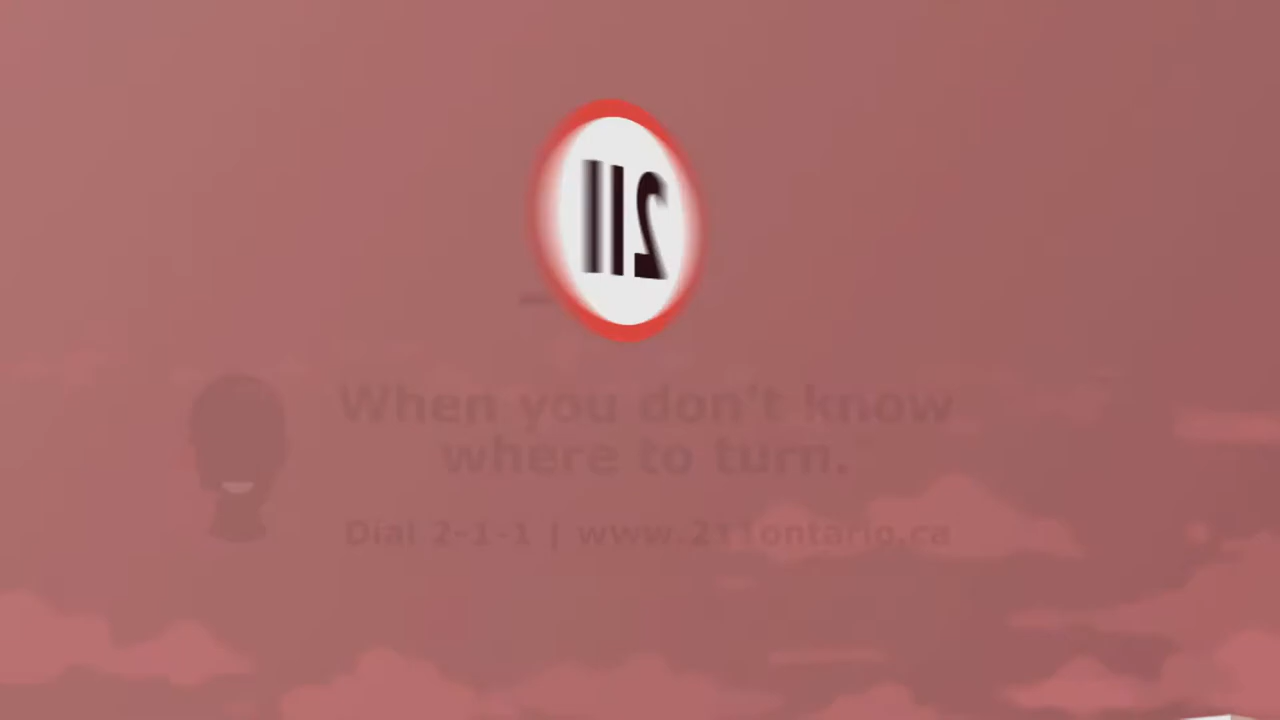 211
When you don't know
where to turn.
Dial 2-1-1 | www.211ontario.ca